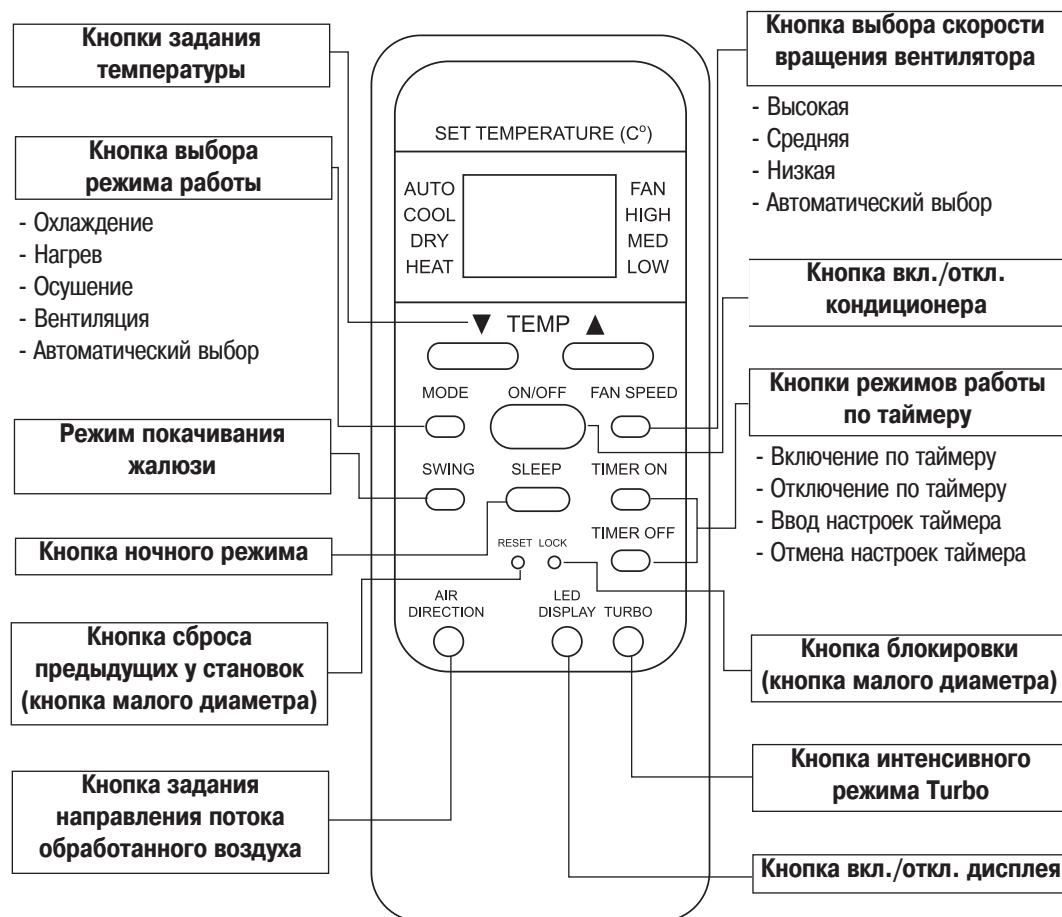 Кнопки задания
температуры
Кнопка выбора
режима работы
- Охлаждение
- Нагрев
- Осушение
- Вентиляция
- Автоматический выбор
Режим покачивания
жалюзи
Кнопка ночного режима
Кнопка сброса
предыдущих у становок
(кнопка малого диаметра)
Кнопка задания
направления потока
обработанного воздуха
SET TEMPERATURE (C°)
AUTO
COOL
DRY
HEAT
FAN
HIGH
MED
LOW
▼ TEMP ▲
MODE
ON/OFF
FAN SPEED
SWING
SLEEP
TIMER ON
TIMER OFF
RESET
LOCK
AIR
DIRECTION
LED
DISPLAY
TURBO
Кнопка выбора скорости
вращения вентилятора
- Высокая
- Средняя
- Низкая
- Автоматический выбор
Кнопка вкл./откл.
кондиционера
Кнопки режимов работы
по таймеру
- Включение по таймеру
- Отключение по таймеру
- Ввод настроек таймера
- Отмена настроек таймера
Кнопка блокировки
(кнопка малого диаметра)
Кнопка интенсивного
режима Turbo
Кнопка вкл./откл. дисплея